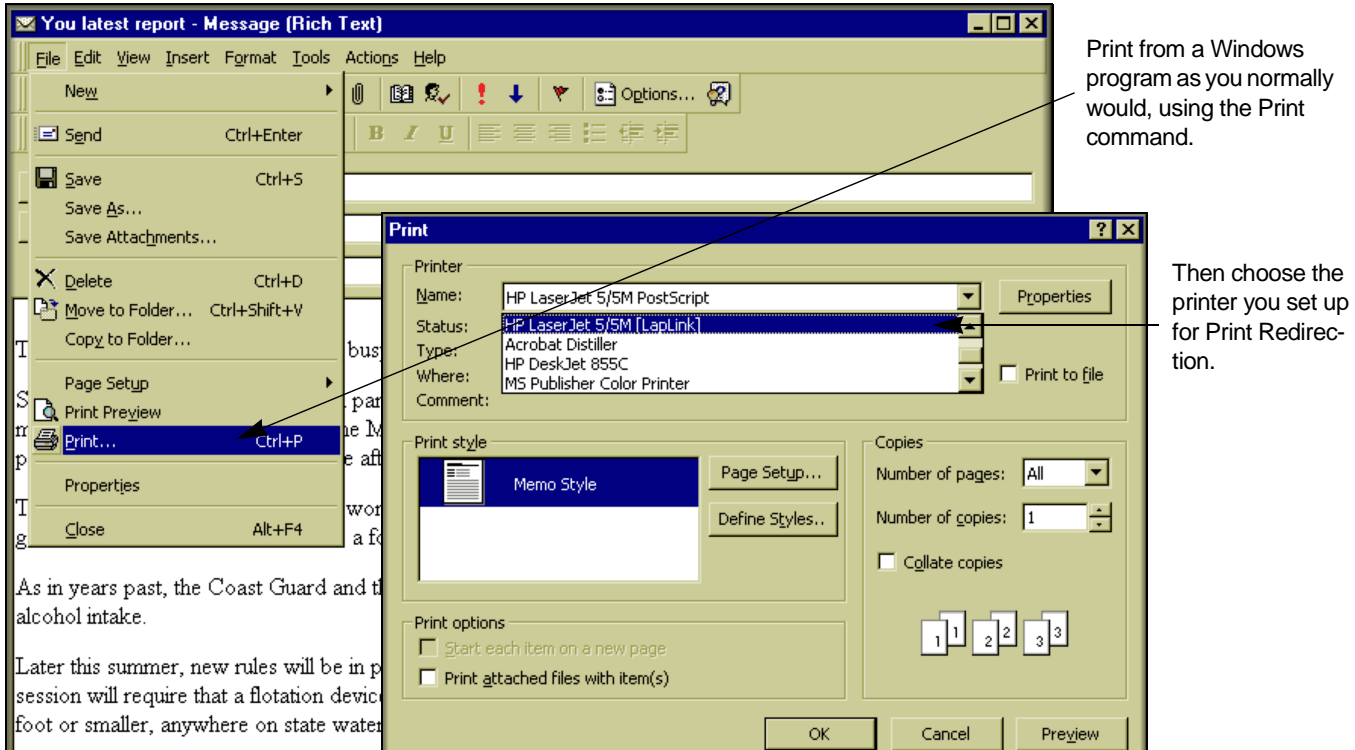 You latest report - Message (Rich Text)
File Edit View Insert Format Tools Actions Help
Options...
B I U
New
Send Ctrl+Enter
Save Ctrl+S
Save As...
Save Attachments...
Delete Ctrl+D
Move to Folder... Ctrl+Shift+V
Copy to Folder...
Page Setup
Print Preview
Print... Ctrl+P
Properties
Close Alt+F4
As in years past, the Coast Guard and
alcohol intake.
Later this summer, new rules will be in
session will require that a flotation
foot or smaller, anywhere on state
Print
Printer
Name: HP LaserJet 5/5M PostScript Properties
Status: HP LaserJet 5/5M [LapLink]
Type: Acrobat Distiller
HP DeskJet 855C
Where: MS Publisher Color Printer Print to file
Comment:
Print style
Memo Style
Page Setup...
Define Styles..
Copies
Number of pages: All
Number of copies: 1
Collate copies
1 1 2 2 3 3
Print options
Start each item on a new page
Print attached files with item(s)
OK Cancel Preview
Print from a Windows
program as you normally
would, using the Print
command.
Then choose the
printer you set up
for Print Redirec-
tion.